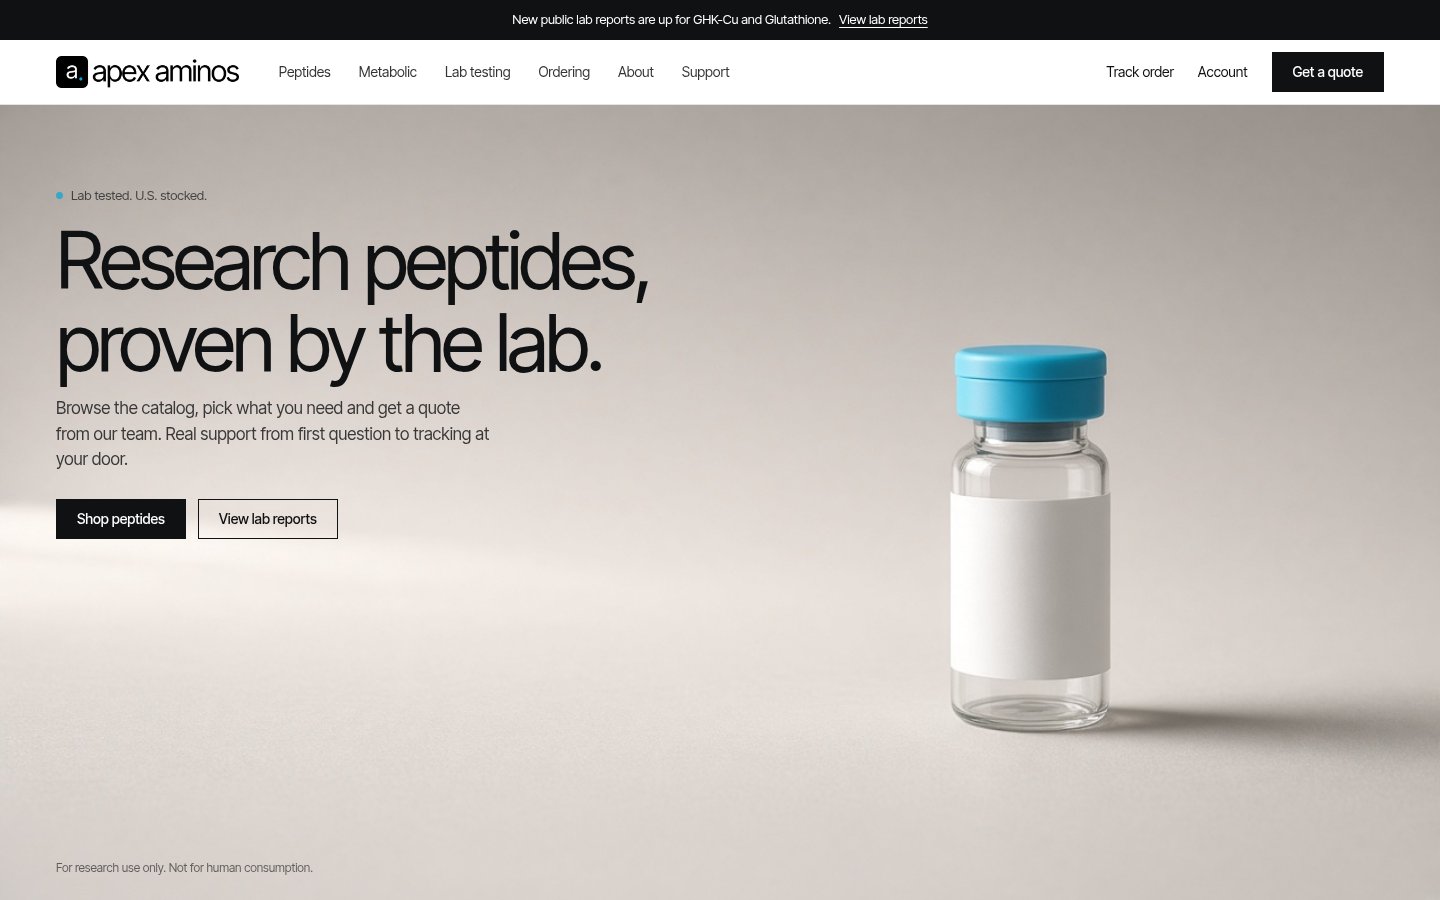 New public lab reports are up for GHK-Cu and Glutathione. View lab reports
a. apex aminos
Peptides
Metabolic
Lab testing
Ordering
About
Support
Track order
Account
Get a quote
Lab tested. U.S. stocked.
Research peptides,
proven by the lab.
Browse the catalog, pick what you need and get a quote
from our team. Real support from first question to tracking at
your door.
Shop peptides
View lab reports
For research use only. Not for human consumption.